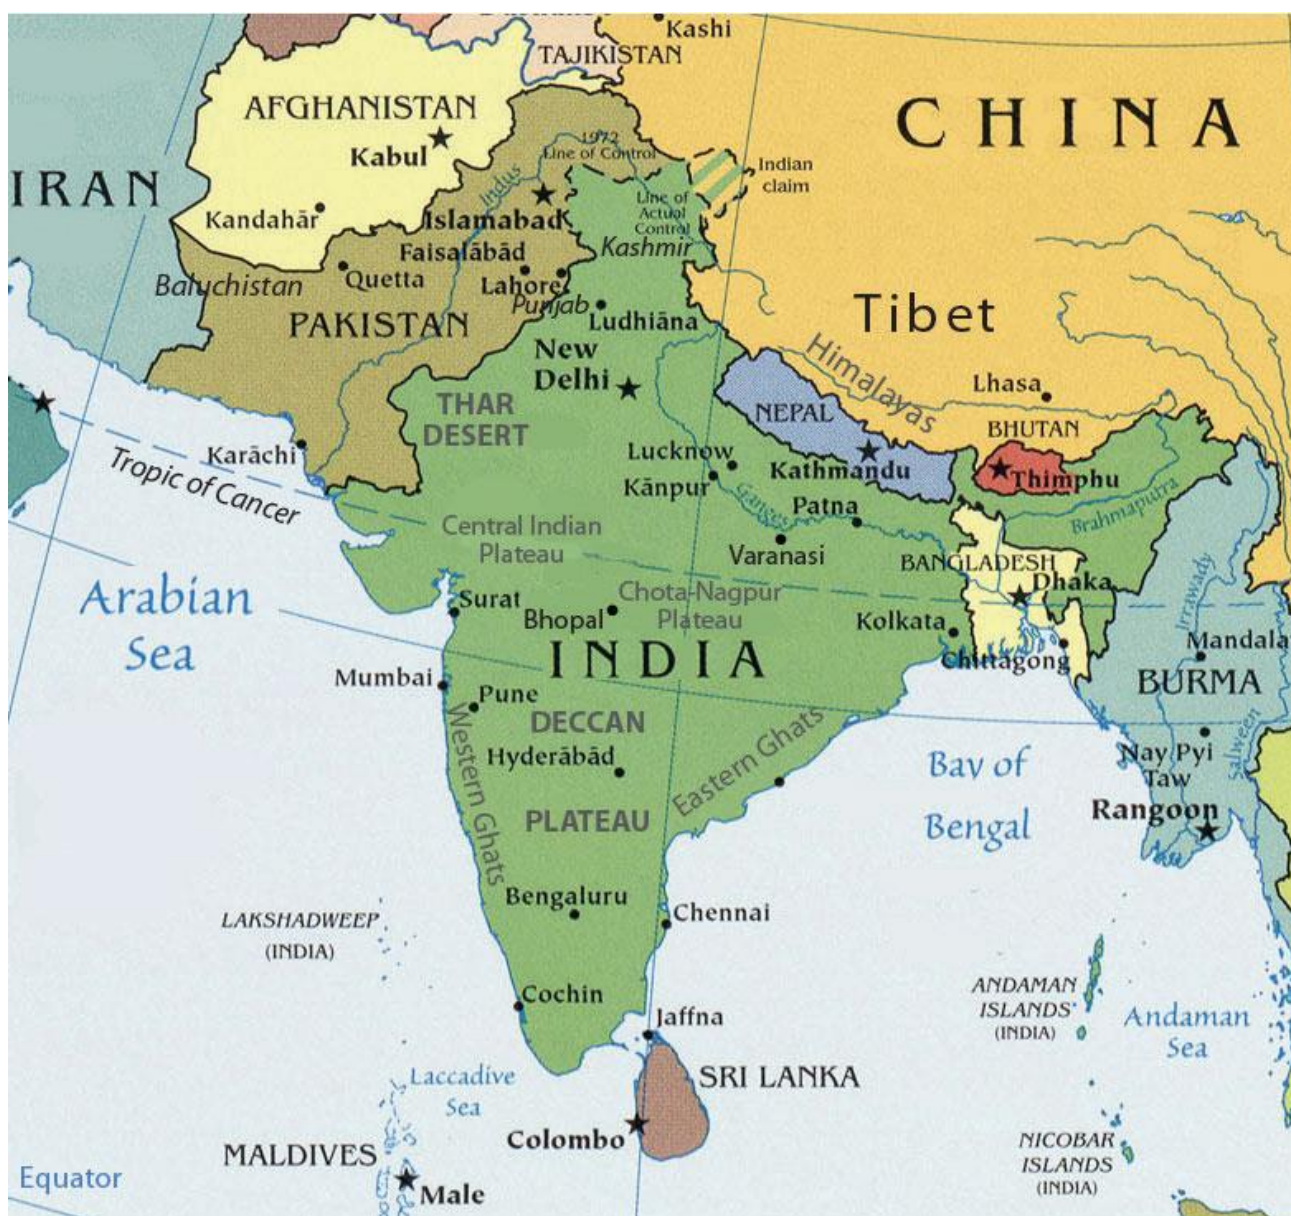 Kashi
TAJIKISTAN
AFGHANISTAN
CHINA
Kabul
1972
Line of Control
Indian
claim
IRAN
Indus
Line of
Actual
Control
Kandahār
Islamabad
Kashmir
Faisalābād
Baluchistan
Quetta
Lahore
Punjab
Tibet
PAKISTAN
Ludhiāna
New
Delhi
Himalayas
Lhasa
THAR
DESERT
NEPAL
BHUTAN
Karāchi
Lucknow
Kathmandu
Thimphu
Tropic of Cancer
Kānpur
Ganges
Patna
Brahmaputra
Central Indian
Plateau
Varanasi
BANGLADESH
Irrawady
Arabian
Sea
Surat
Chota-Nagpur
Plateau
Dhaka
Bhopal
Kolkata
INDIA
Chittagong
Mandala
Mumbai
Pune
BURMA
Western Ghats
DECCAN
Eastern Ghats
Salween
Hyderābād
Bay of
Bengal
Nay Pyi
Taw
PLATEAU
Rangoon
Bengaluru
Chennai
LAKSHADWEEP
(INDIA)
Cochin
ANDAMAN
ISLANDS
(INDIA)
Andaman
Sea
Jaffna
Laccadive
Sea
SRI LANKA
Colombo
MALDIVES
NICOBAR
ISLANDS
(INDIA)
Equator
Male